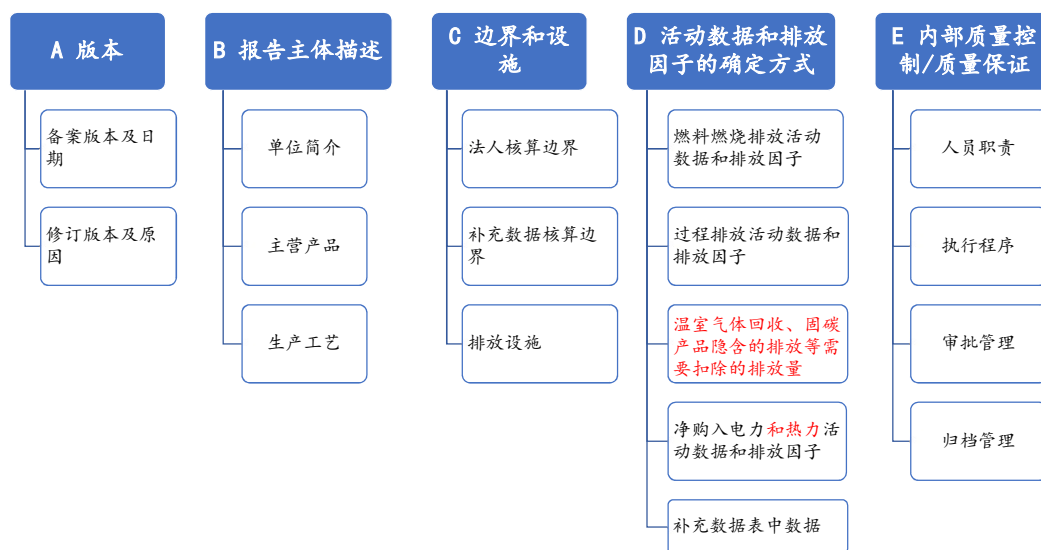 A 版本
备案版本及日
期
修订版本及原
因
B 报告主体描述
单位简介
主营产品
生产工艺
C 边界和设
施
法人核算边界
补充数据核算边
界
排放设施
D 活动数据和排放
因子的确定方式
燃料燃烧排放活动
数据和排放因子
过程排放活动数据和
排放因子
温室气体回收、固碳
产品隐含的排放等需
要扣除的排放量
净购入电力和热力活
动数据和排放因子
补充数据表中数据
E 内部质量控
制/质量保证
人员职责
执行程序
审批管理
归档管理